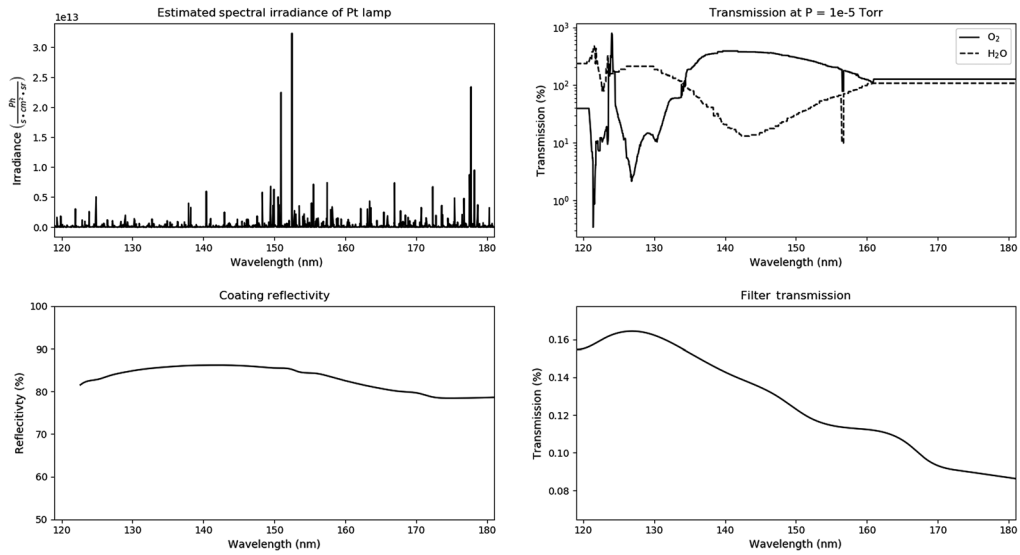 Estimated spectral irradiance of Pt lamp
1e13
3.0
2.5
2.0
1.5
1.0
0.5
0.0
Irradiance (Ph / s • cm² • sr)
120 130 140 150 160 170 180
Wavelength (nm)
Transmission at P = 1e-5 Torr
O₂
H₂O
10³
10²
10¹
10⁰
Transmission (%)
120 130 140 150 160 170 180
Wavelength (nm)
Coating reflectivity
100
90
80
70
60
50
Reflecitivty (%)
120 130 140 150 160 170 180
Wavelength (nm)
Filter transmission
0.16
0.14
0.12
0.10
0.08
Transmission (%)
120 130 140 150 160 170 180
Wavelength (nm)